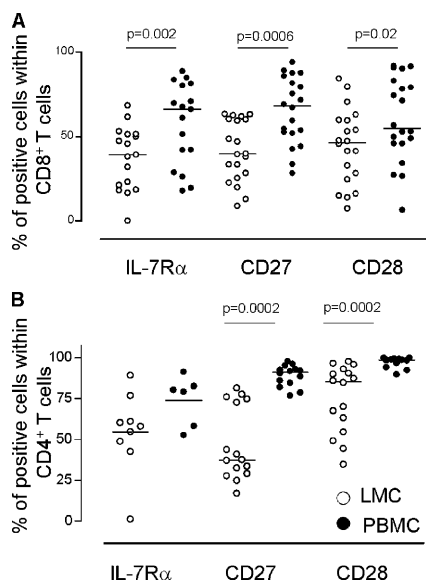 A
p=0.002 p=0.0006 p=0.02
% of positive cells within
CD8+ T cells
100
50
0
IL-7Rα CD27 CD28
B
p=0.0002 p=0.0002
% of positive cells within
CD4+ T cells
100
75
50
25
0
LMC
PBMC
IL-7Rα CD27 CD28